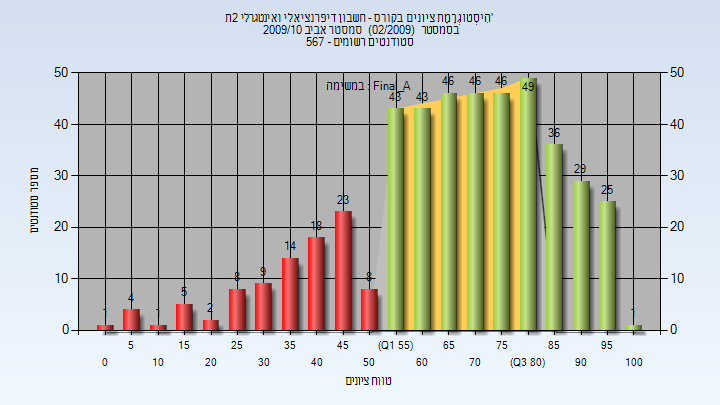 הִיסְטוֹגְרָמַת ציונים בקורס - חשבון דיפרנציאלי ואינטגרלי 2ת'
בסמסטר (02/2009) סמסטר אביב 2009/10
סטודנטים רשומים - 567
במשימה : Final_A
50 50
40 40
30 30
20 20
10 10
0 0
מספר סטודנטים
1 4 1 5 2 8 9 14 18 23 8 43 43 46 46 46 49 36 29 25 1
5 15 25 35 45 (Q1 55) 65 75 85 95
0 10 20 30 40 50 60 70 (Q3 80) 90 100
טווח ציונים